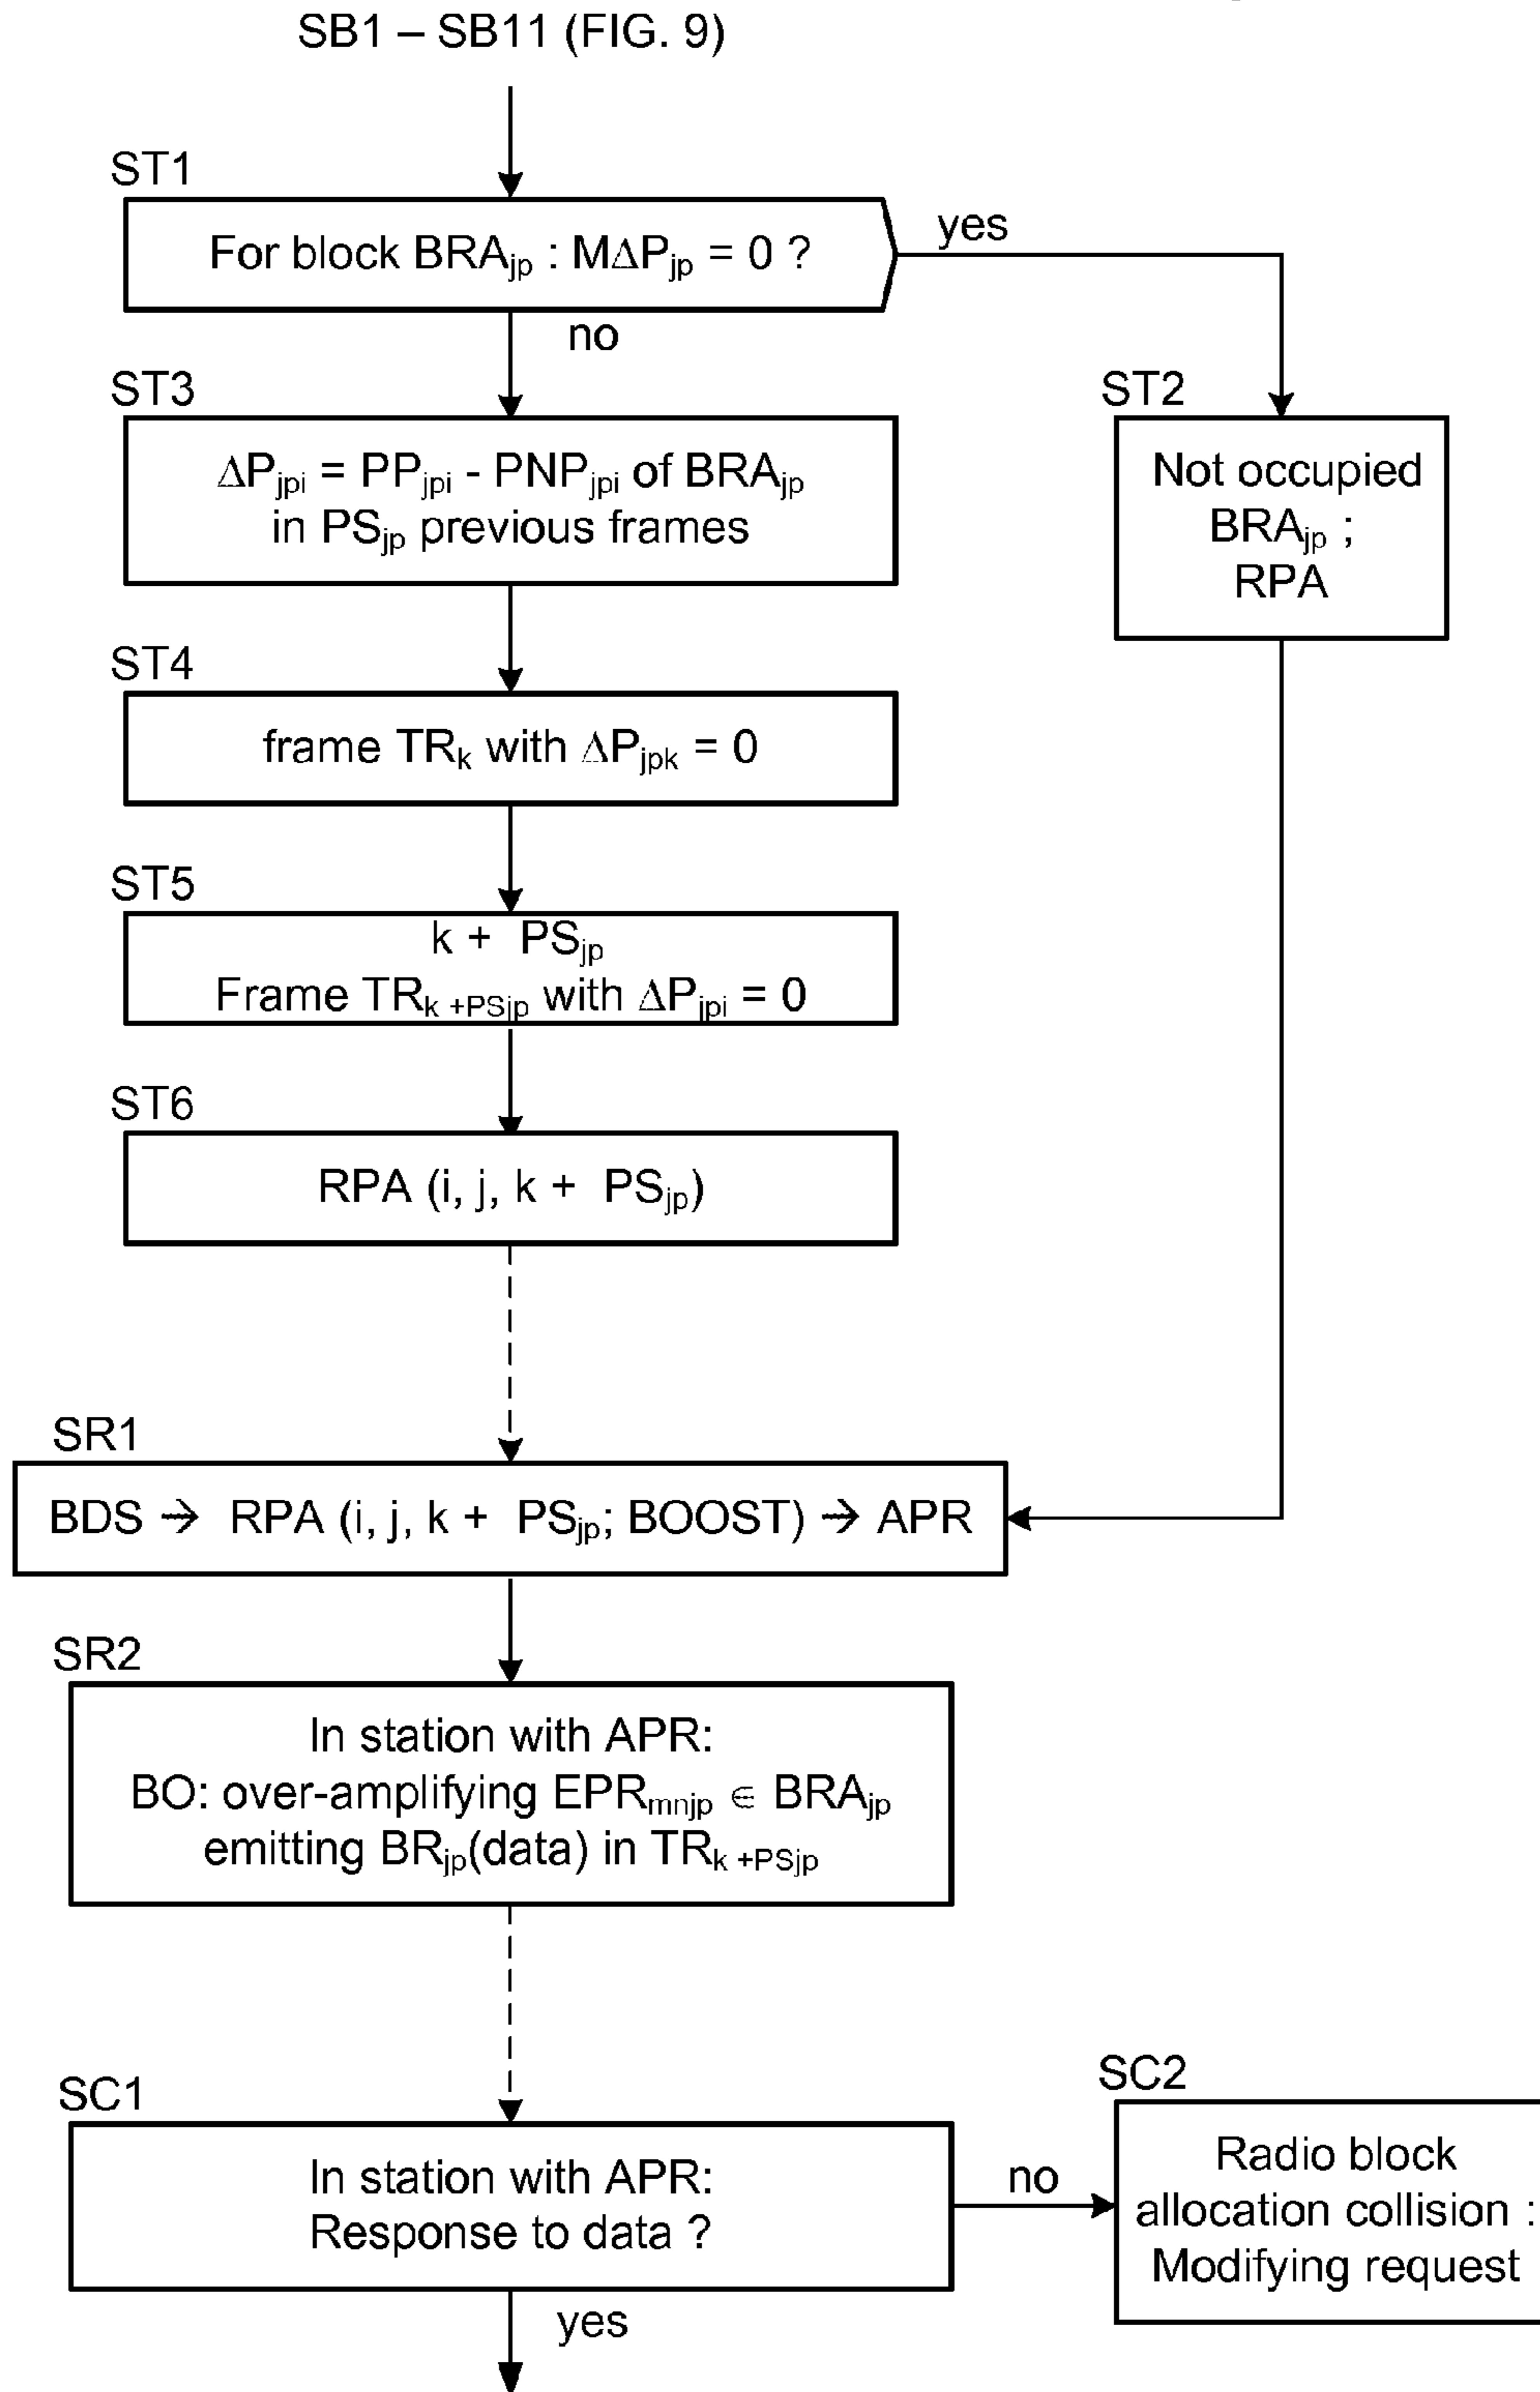 SB1 – SB11 (FIG. 9)
ST1
For block BRAjp : MΔPjp = 0 ?
yes
no
ST3
ΔPjpi = PPjpi - PNPjpi of BRAjp
in PSjp previous frames
ST2
Not occupied
BRAjp ;
RPA
ST4
frame TRk with ΔPjpk = 0
ST5
k + PSjp
Frame TRk +PSjp with ΔPjpi = 0
ST6
RPA (i, j, k + PSjp)
SR1
BDS → RPA (i, j, k + PSjp; BOOST) → APR
SR2
In station with APR:
BO: over-amplifying EPRmnjp ∈ BRAjp
emitting BRjp(data) in TRk +PSjp
SC1
In station with APR:
Response to data ?
no
SC2
Radio block
allocation collision :
Modifying request
yes